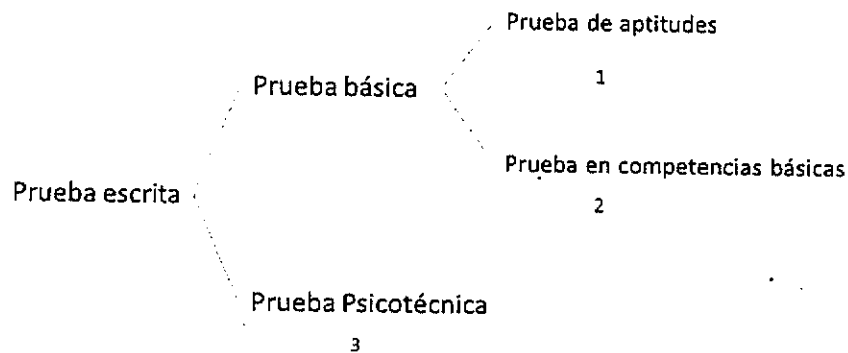 Prueba de aptitudes
1
Prueba básica
Prueba en competencias básicas
2
Prueba escrita
Prueba Psicotécnica
3